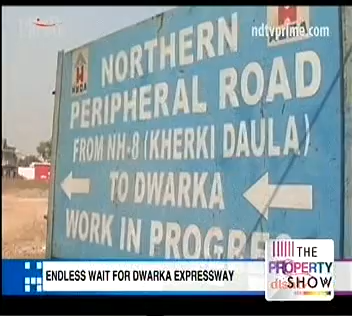 ndtvprime.com
HUDA
NORTHERN
PERIPHERAL ROAD
FROM NH-8 (KHERKI DAULA)
TO DWARKA
WORK IN PROGRES
ENDLESS WAIT FOR DWARKA EXPRESSWAY
THE
PROPERTY
SHOW